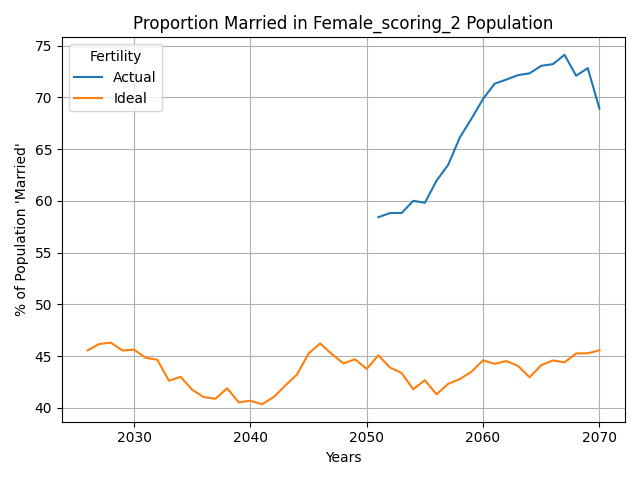 Proportion Married in Female_scoring_2 Population
Fertility
Actual
Ideal
% of Population 'Married'
75
70
65
60
55
50
45
40
2030
2040
2050
2060
2070
Years